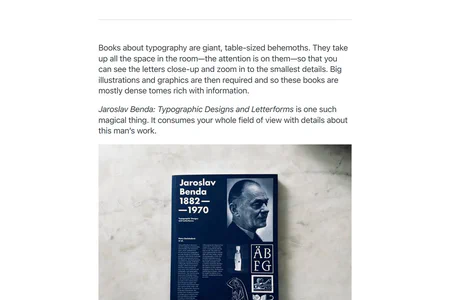 Books about typography are giant, table-sized behemoths. They take
up all the space in the room—the attention is on them—so that you
can see the letters close-up and zoom in to the smallest details. Big
illustrations and graphics are then required and so these books are
mostly dense tomes rich with information.
Jaroslav Benda: Typographic Designs and Letterforms is one such
magical thing. It consumes your whole field of view with details about
this man's work.
Jaroslav
Benda
1882—
—1970
ÄB
FG